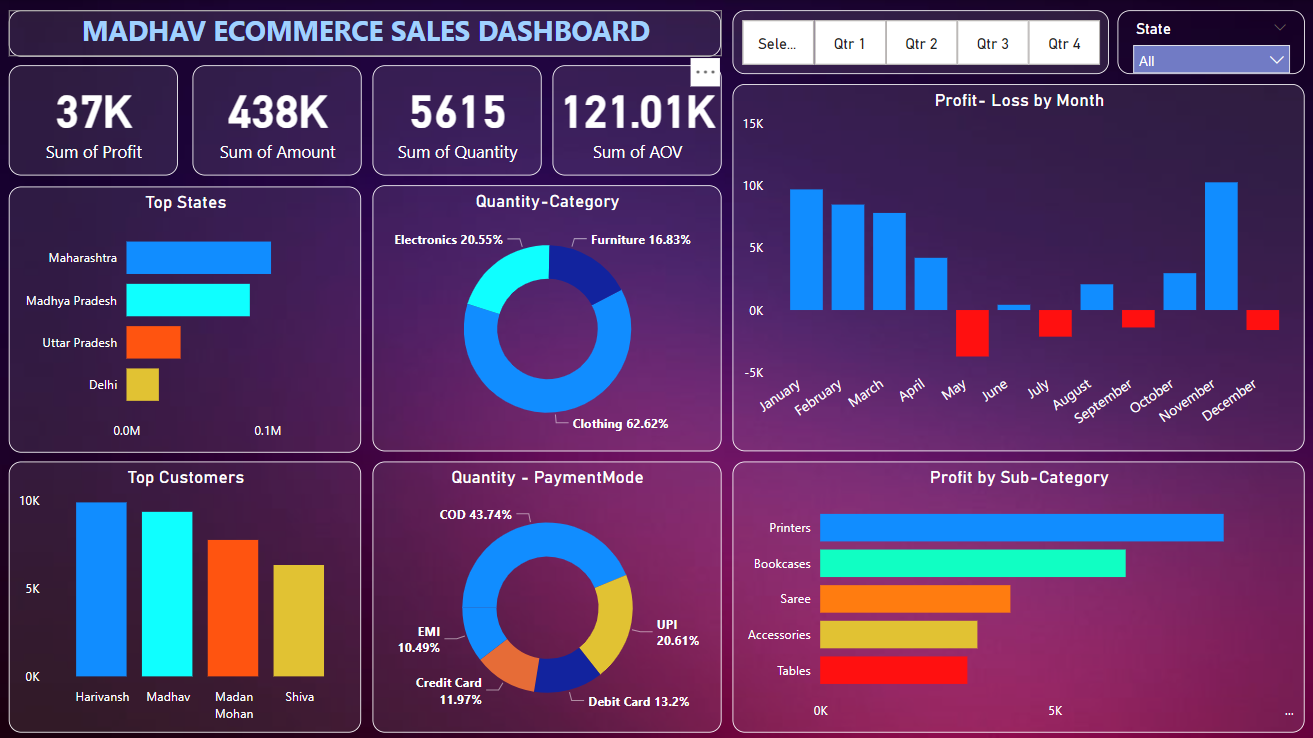 MADHAV ECOMMERCE SALES DASHBOARD
Sele...
Qtr 1
Qtr 2
Qtr 3
Qtr 4
State
All
37K
Sum of Profit
438K
Sum of Amount
5615
Sum of Quantity
121.01K
Sum of AOV
Profit- Loss by Month
15K
10K
5K
0K
-5K
January
February
March
April
May
June
July
August
September
October
November
December
Top States
Maharashtra
Madhya Pradesh
Uttar Pradesh
Delhi
0.0M
0.1M
Quantity-Category
Electronics 20.55%
Furniture 16.83%
Clothing 62.62%
Top Customers
10K
5K
0K
Harivansh
Madhav
Madan
Mohan
Shiva
Quantity - PaymentMode
COD 43.74%
UPI
20.61%
EMI
10.49%
Credit Card
11.97%
Debit Card 13.2%
Profit by Sub-Category
Printers
Bookcases
Saree
Accessories
Tables
0K
5K
...